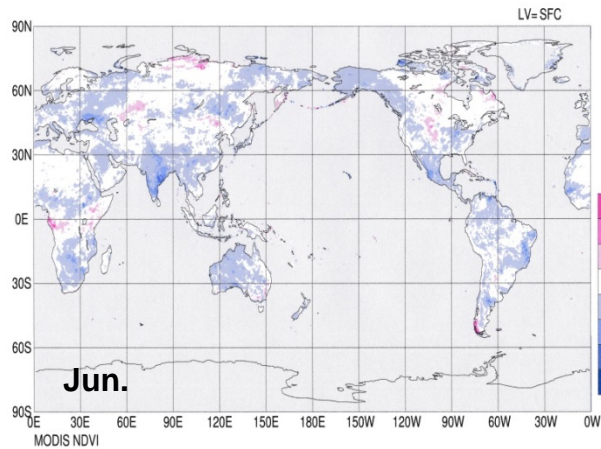 LV= SFC
90N
60N
30N
0E
30S
60S
90S
Jun.
0E 30E 60E 90E 120E 150E 180E 150W 120W 90W 60W 30W 0W
MODIS NDVI